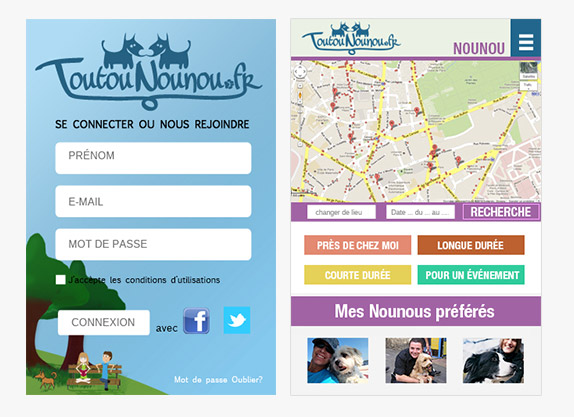 ToutouNounou.fr
SE CONNECTER OU NOUS REJOINDRE
PRÉNOM
E-MAIL
MOT DE PASSE
J'accepte les conditions d'utilisations
CONNEXION avec
Mot de passe Oublier?
ToutouNounou.fr
NOUNOU
changer de lieu
Date ... du ... au ....
RECHERCHE
PRÈS DE CHEZ MOI
LONGUE DURÉE
COURTE DURÉE
POUR UN ÉVÉNEMENT
Mes Nounous préférés